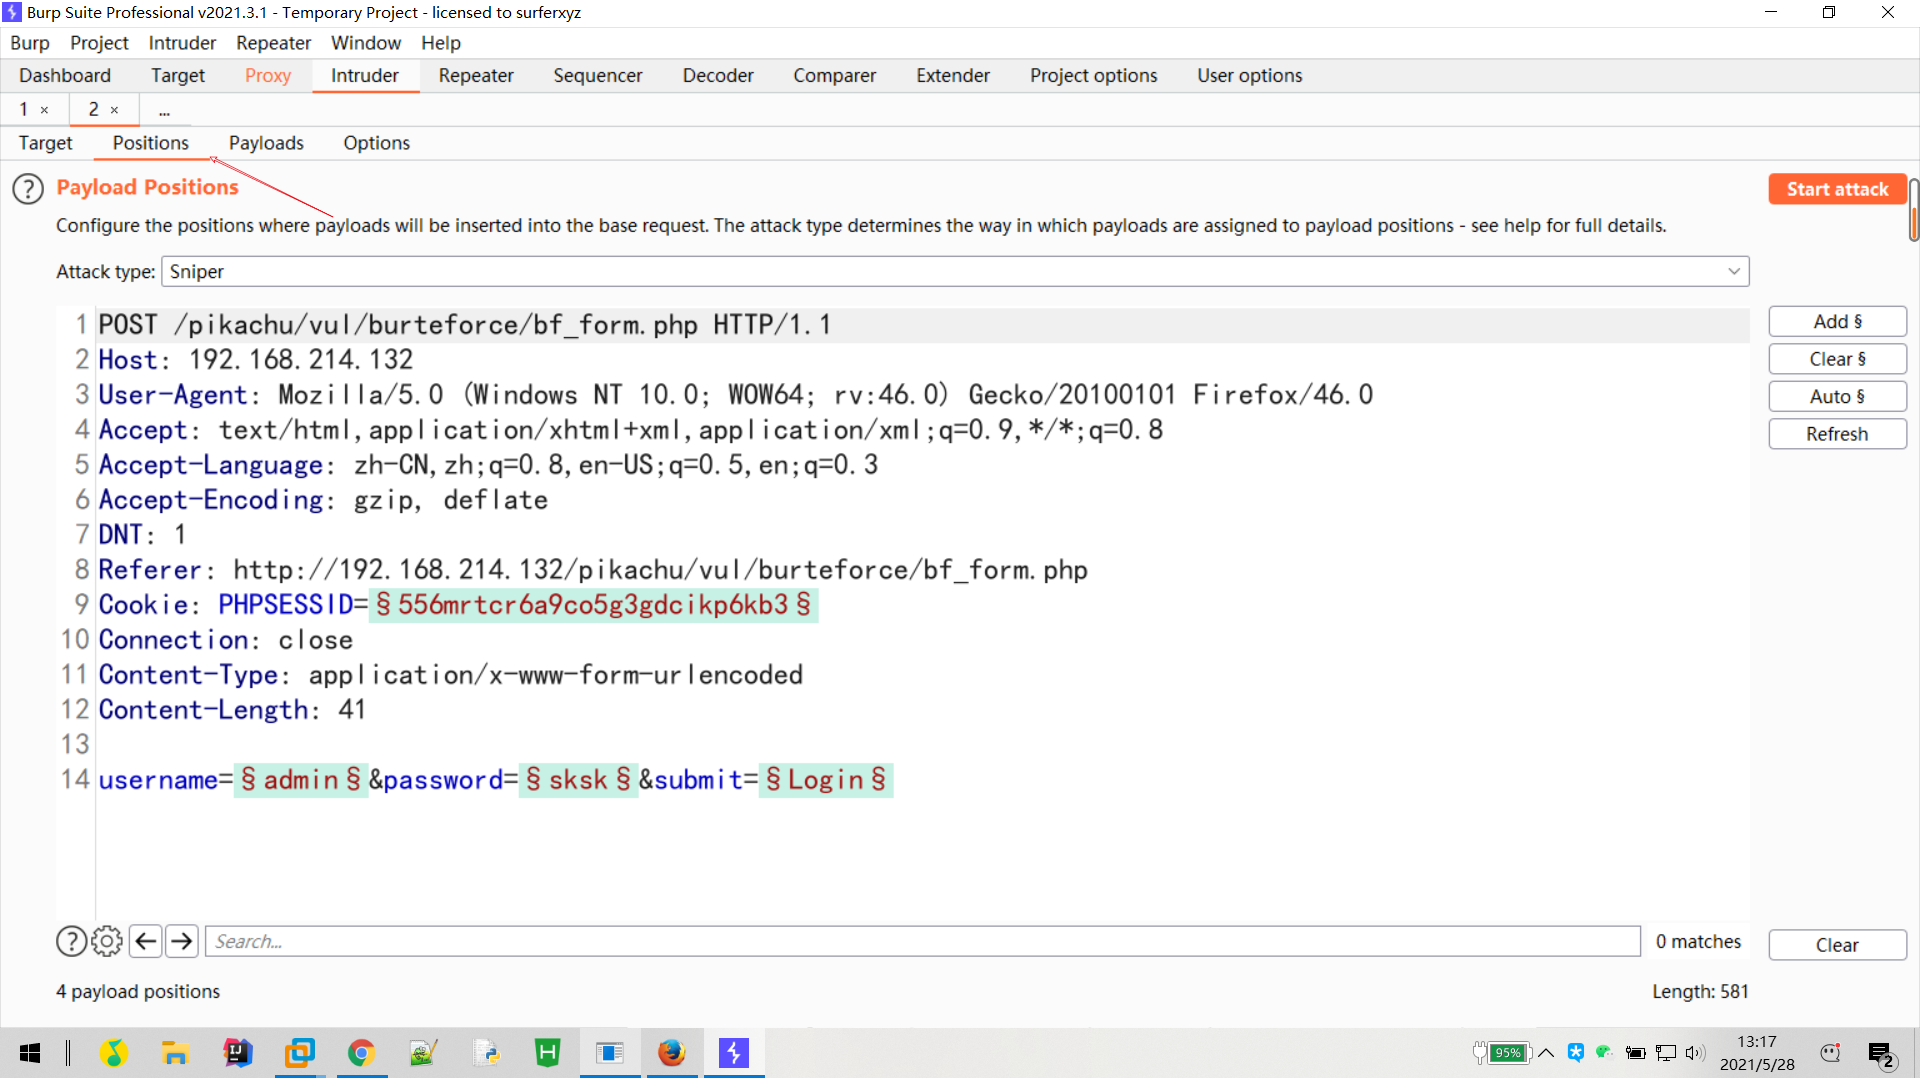 Burp Suite Professional v2021.3.1 - Temporary Project - licensed to surferxyz
Burp Project Intruder Repeater Window Help
Dashboard Target Proxy Intruder Repeater Sequencer Decoder Comparer Extender Project options User options
1 × 2 × ...
Target Positions Payloads Options
? Payload Positions
Start attack
Configure the positions where payloads will be inserted into the base request. The attack type determines the way in which payloads are assigned to payload positions - see help for full details.
Attack type: Sniper
1 POST /pikachu/vul/burteforce/bf_form.php HTTP/1.1
2 Host: 192.168.214.132
3 User-Agent: Mozilla/5.0 (Windows NT 10.0; WOW64; rv:46.0) Gecko/20100101 Firefox/46.0
4 Accept: text/html,application/xhtml+xml,application/xml;q=0.9,*/*;q=0.8
5 Accept-Language: zh-CN,zh;q=0.8,en-US;q=0.5,en;q=0.3
6 Accept-Encoding: gzip, deflate
7 DNT: 1
8 Referer: http://192.168.214.132/pikachu/vul/burteforce/bf_form.php
9 Cookie: PHPSESSID=§556mrtcr6a9co5g3gdcikp6kb3§
10 Connection: close
11 Content-Type: application/x-www-form-urlencoded
12 Content-Length: 41
13
14 username=§admin§&password=§sksk§&submit=§Login§
Add §
Clear §
Auto §
Refresh
? Search... 0 matches Clear
4 payload positions Length: 581
95% 13:17
2021/5/28
2